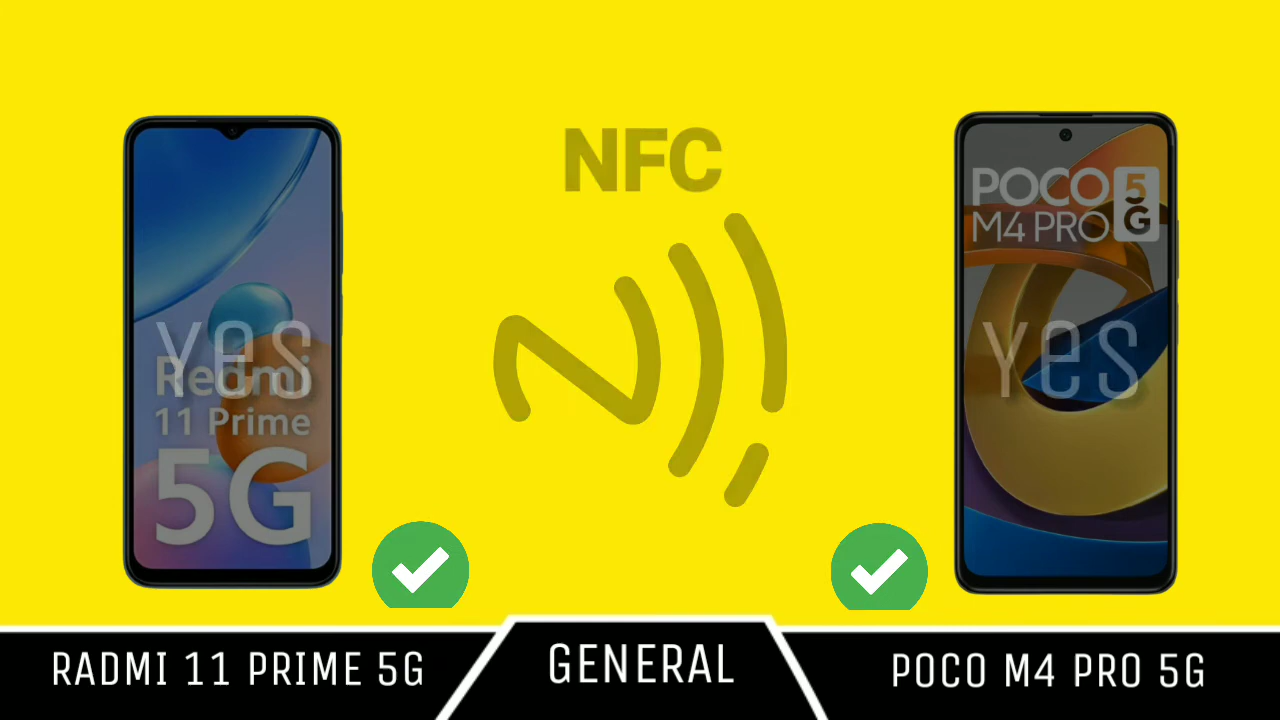 NFC
Yes
Redmi
11 Prime
5G
POCO 5
M4 PRO G
Yes
RADMI 11 PRIME 5G
GENERAL
POCO M4 PRO 5G